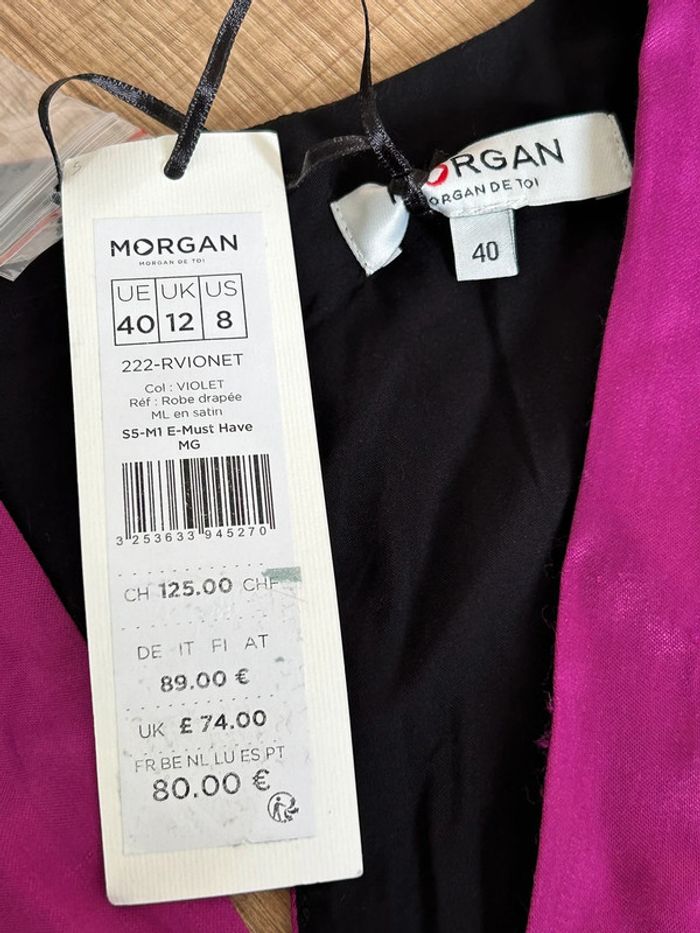 MORGAN
MORGAN DE TOI
UE UK US
40 12 8
222-RVIONET
Col : VIOLET
Réf : Robe drapée
ML en satin
S5-M1 E-Must Have
MG
3 253633 945270
CH 125.00 CHF
DE IT FI AT
89.00 €
UK £ 74.00
FR BE NL LU ES PT
80.00 €
ORGAN
ORGAN DE TOI
40